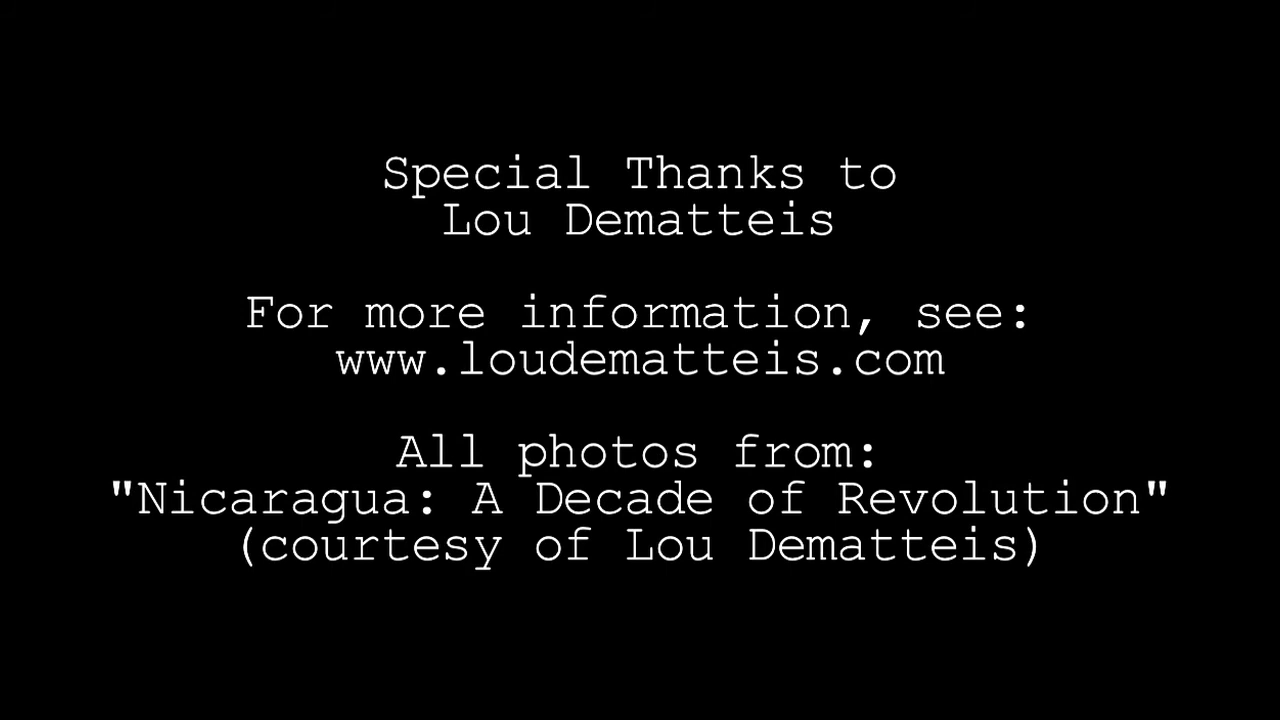 Special Thanks to
Lou Dematteis
For more information, see:
www.loudematteis.com
All photos from:
"Nicaragua: A Decade of Revolution"
(courtesy of Lou Dematteis)